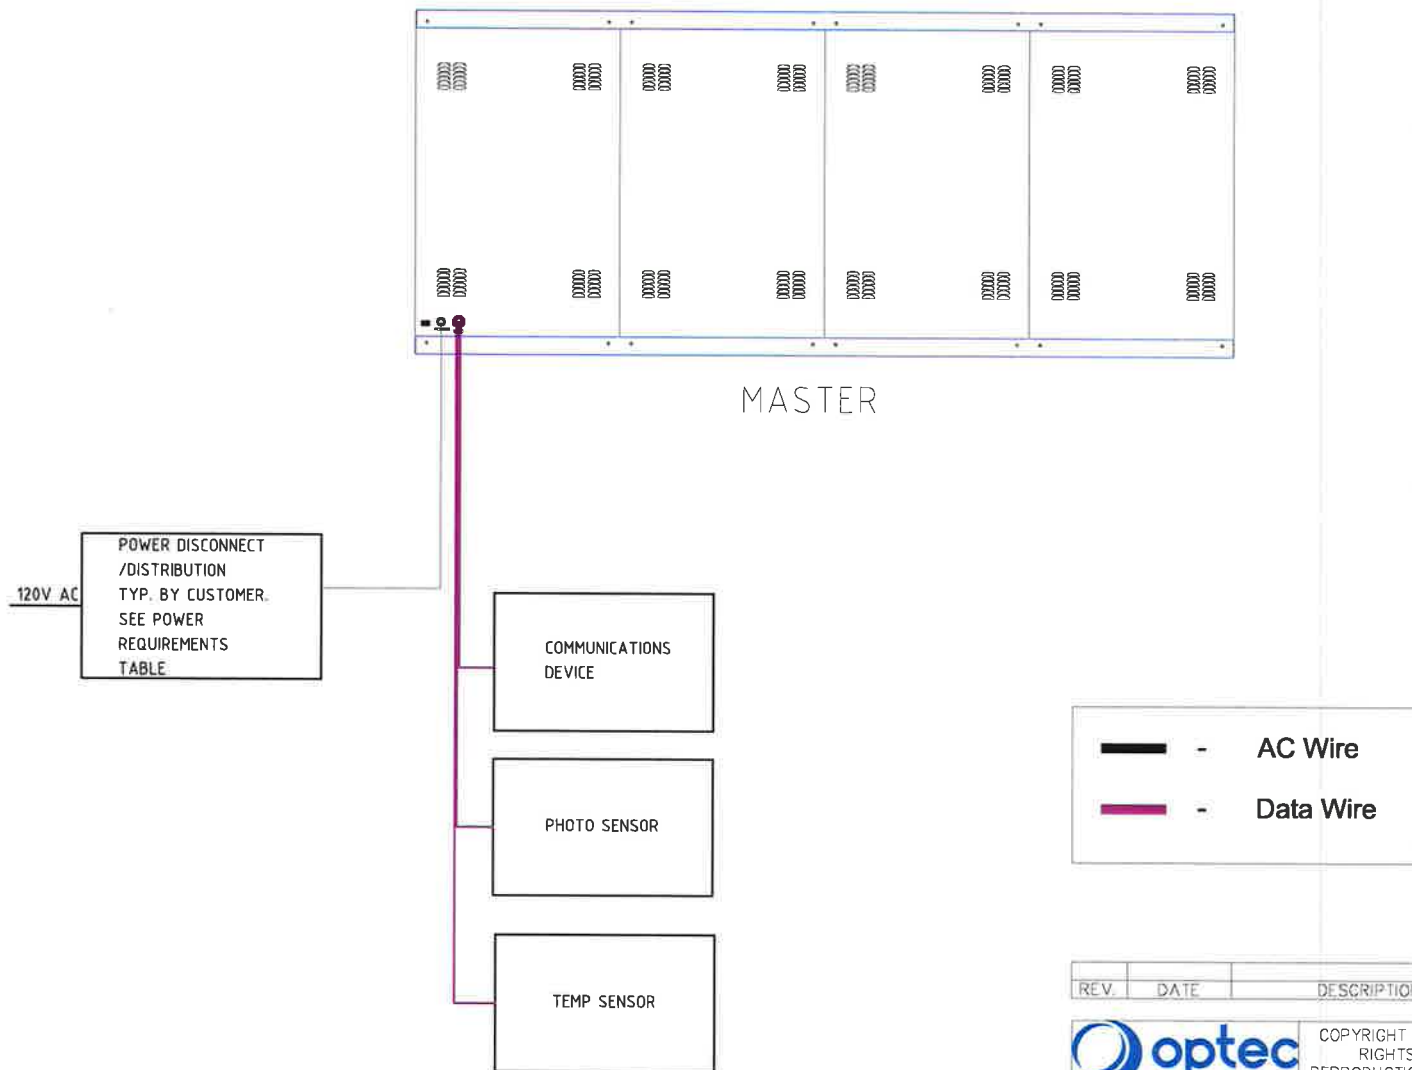 MASTER
120V AC
POWER DISCONNECT
/DISTRIBUTION
TYP. BY CUSTOMER.
SEE POWER
REQUIREMENTS
TABLE
COMMUNICATIONS
DEVICE
PHOTO SENSOR
TEMP SENSOR
- AC Wire
- Data Wire
REV. DATE DESCRIPTION
optec
COPYRIGHT
RIGHTS